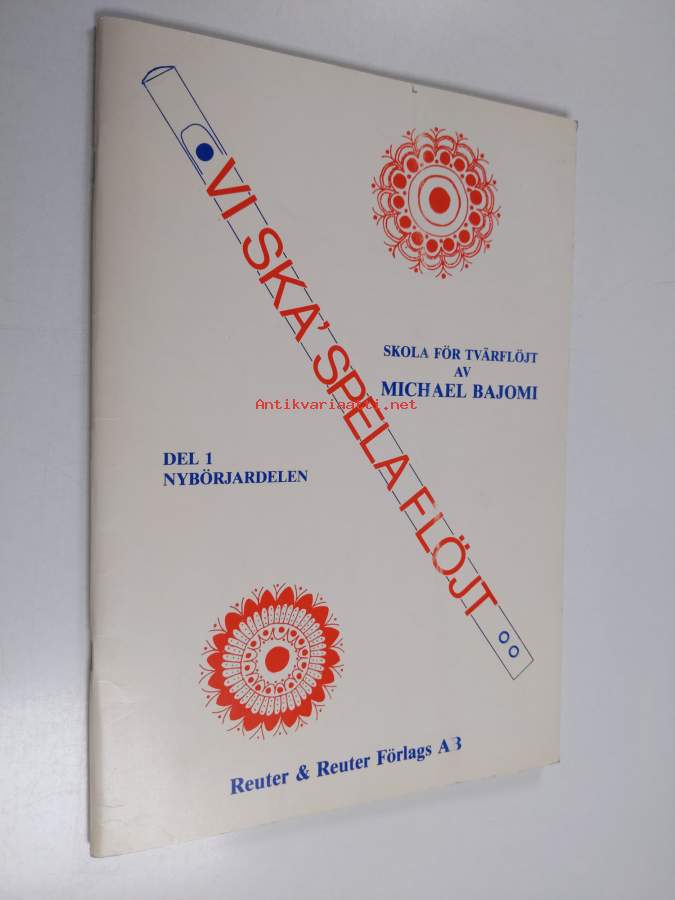 VI SKA' SPELA FLÖJT
SKOLA FÖR TVÄRFLÖJT
AV
MICHAEL BAJOMI
Antikvariaatti.net
DEL 1
NYBÖRJARDELEN
Reuter & Reuter Förlags AB